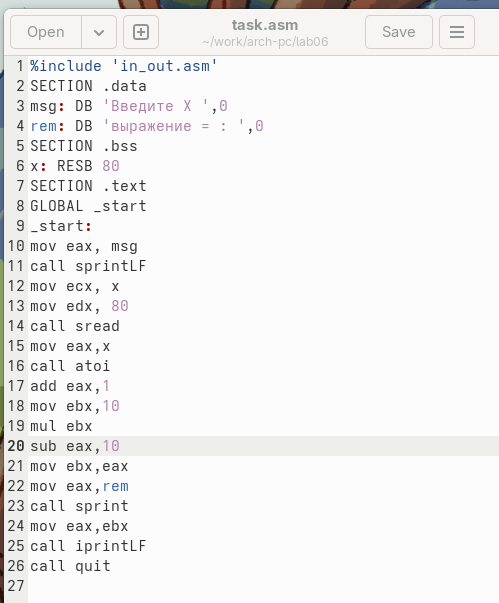 Open
task.asm
~/work/arch-pc/lab06
Save
1 %include 'in_out.asm'
2 SECTION .data
3 msg: DB 'Введите X ',0
4 rem: DB 'выражение = : ',0
5 SECTION .bss
6 x: RESB 80
7 SECTION .text
8 GLOBAL _start
9 _start:
10 mov eax, msg
11 call sprintLF
12 mov ecx, x
13 mov edx, 80
14 call sread
15 mov eax,x
16 call atoi
17 add eax,1
18 mov ebx,10
19 mul ebx
20 sub eax,10
21 mov ebx,eax
22 mov eax,rem
23 call sprint
24 mov eax,ebx
25 call iprintLF
26 call quit
27